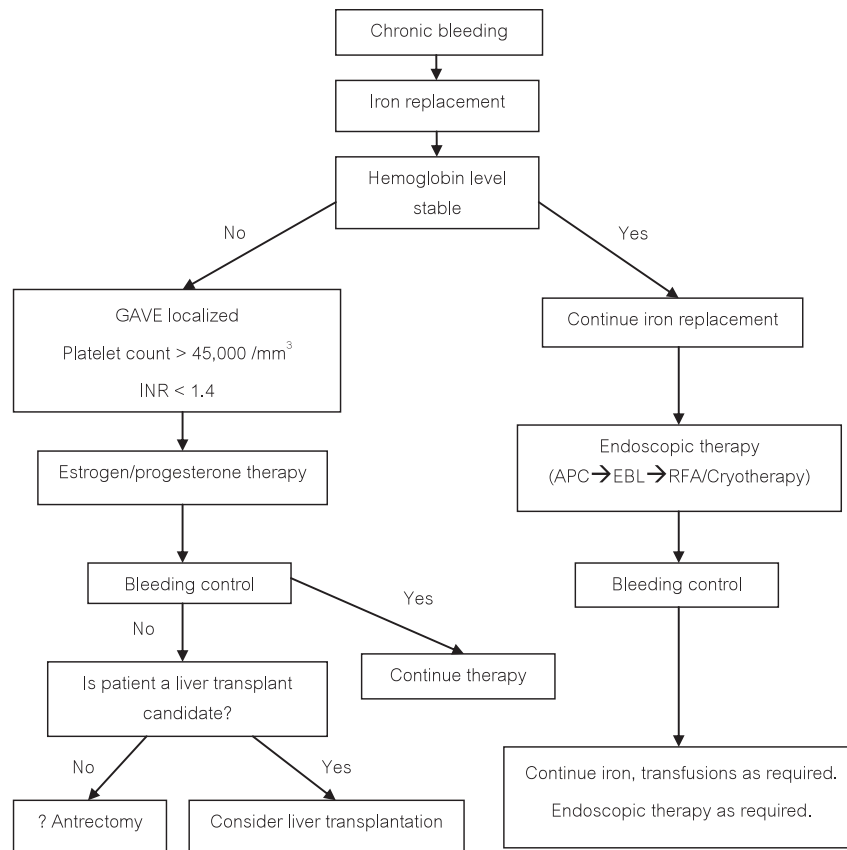 Chronic bleeding
Iron replacement
Hemoglobin level
stable
No
Yes
GAVE localized
Platelet count > 45,000 /mm³
INR < 1.4
Continue iron replacement
Estrogen/progesterone therapy
Endoscopic therapy
(APC→EBL→RFA/Cryotherapy)
Bleeding control
Bleeding control
No
Yes
Continue therapy
Is patient a liver transplant
candidate?
No
Yes
? Antrectomy
Consider liver transplantation
Continue iron, transfusions as required.
Endoscopic therapy as required.